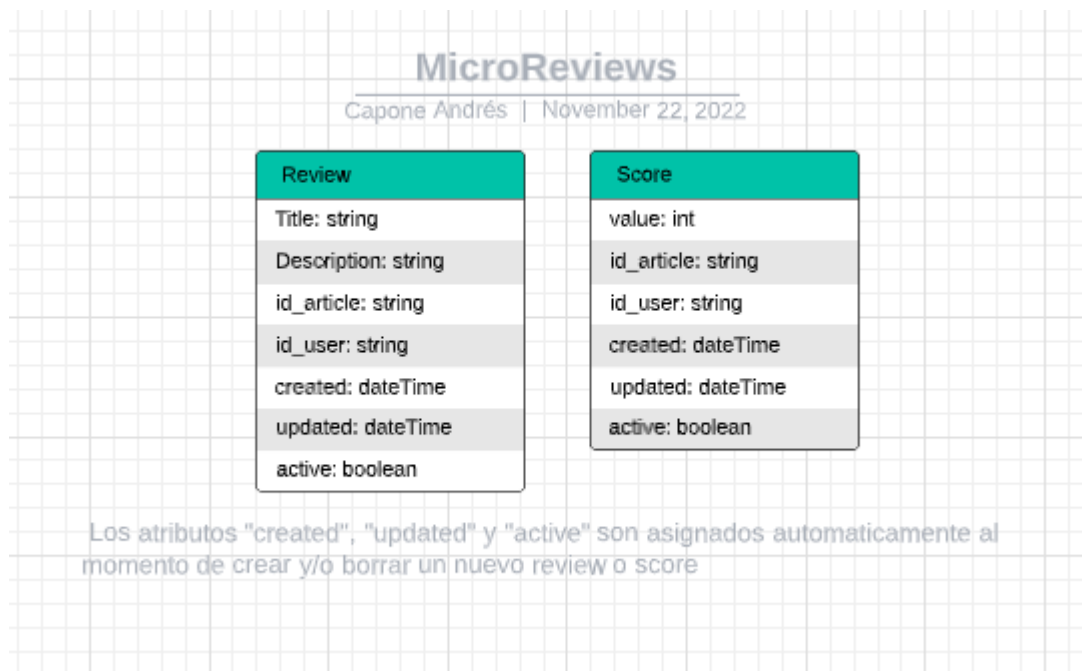 MicroReviews
Capone Andrés | November 22, 2022
Review
Title: string
Description: string
id_article: string
id_user: string
created: dateTime
updated: dateTime
active: boolean
Score
value: int
id_article: string
id_user: string
created: dateTime
updated: dateTime
active: boolean
Los atributos "created", "updated" y "active" son asignados automaticamente al
momento de crear y/o borrar un nuevo review o score